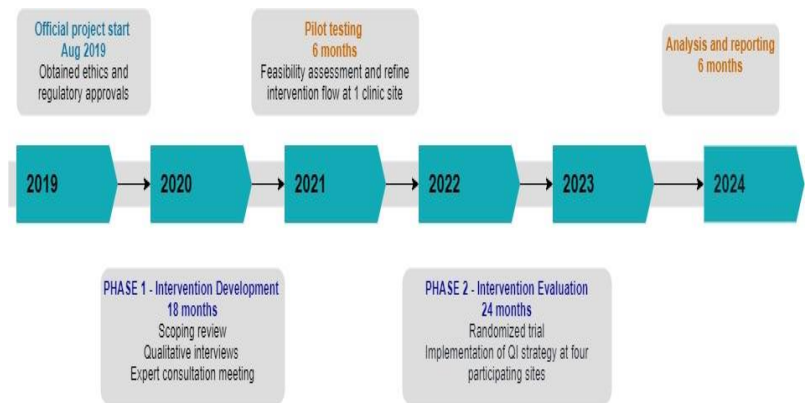 Official project start
Aug 2019
Obtained ethics and
regulatory approvals
Pilot testing
6 months
Feasibility assessment and refine
intervention flow at 1 clinic site
Analysis and reporting
6 months
2019
2020
2021
2022
2023
2024
PHASE 1 - Intervention Development
18 months
Scoping review
Qualitative interviews
Expert consultation meeting
PHASE 2 - Intervention Evaluation
24 months
Randomized trial
Implementation of QI strategy at four
participating sites